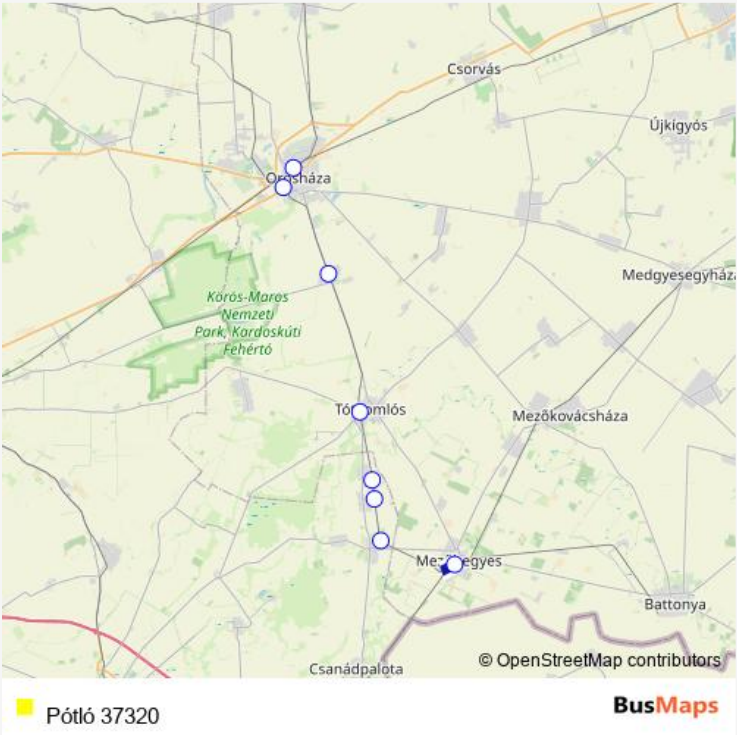 Csorvás
Újkígyós
Orosháza
Medgyesegyháza
Körös-Maros
Nemzeti
Park, Kardoskúti
Fehértó
Tótkomlós
Mezőkovácsháza
Mezőhegyes
Battonya
© OpenStreetMap contributors
Csanádpalota
BusMaps
Pótló 37320